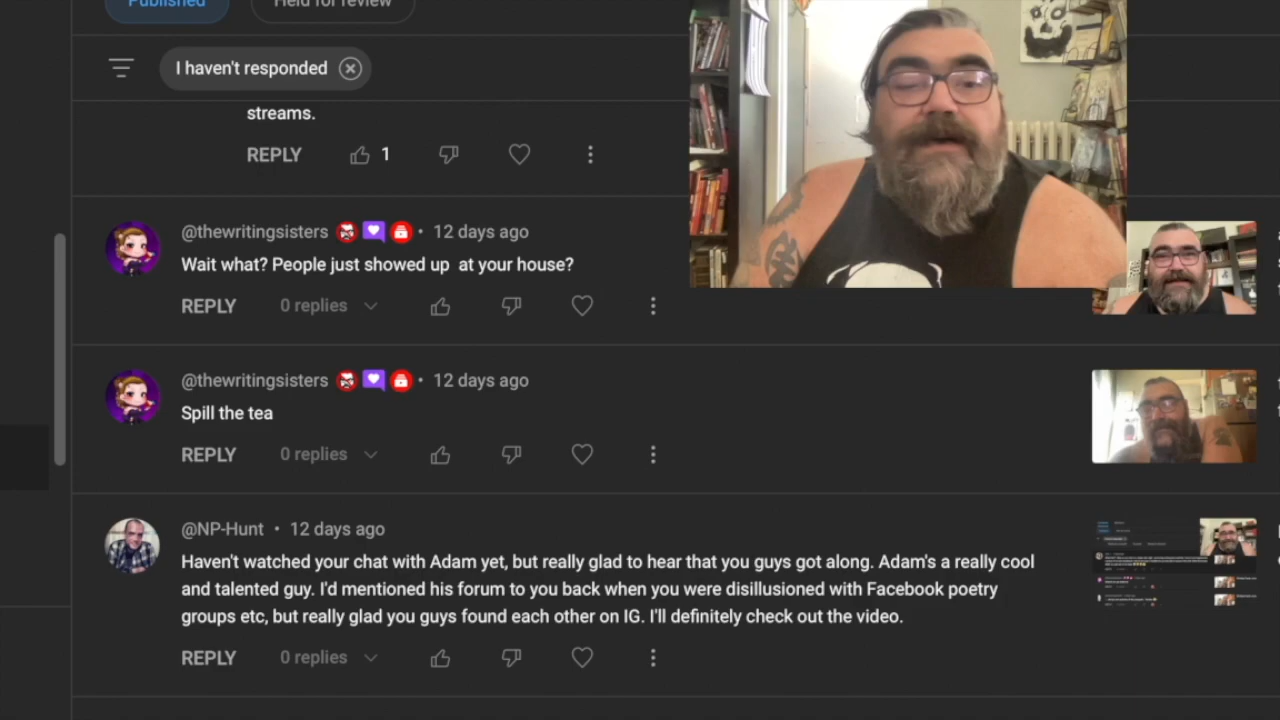 Published
Held for review
I haven't responded
streams.
REPLY 1
@thewritingsisters • 12 days ago
Wait what? People just showed up at your house?
REPLY 0 replies
@thewritingsisters • 12 days ago
Spill the tea
REPLY 0 replies
@NP-Hunt • 12 days ago
Haven't watched your chat with Adam yet, but really glad to hear that you guys got along. Adam's a really cool
and talented guy. I'd mentioned his forum to you back when you were disillusioned with Facebook poetry
groups etc, but really glad you guys found each other on IG. I'll definitely check out the video.
REPLY 0 replies